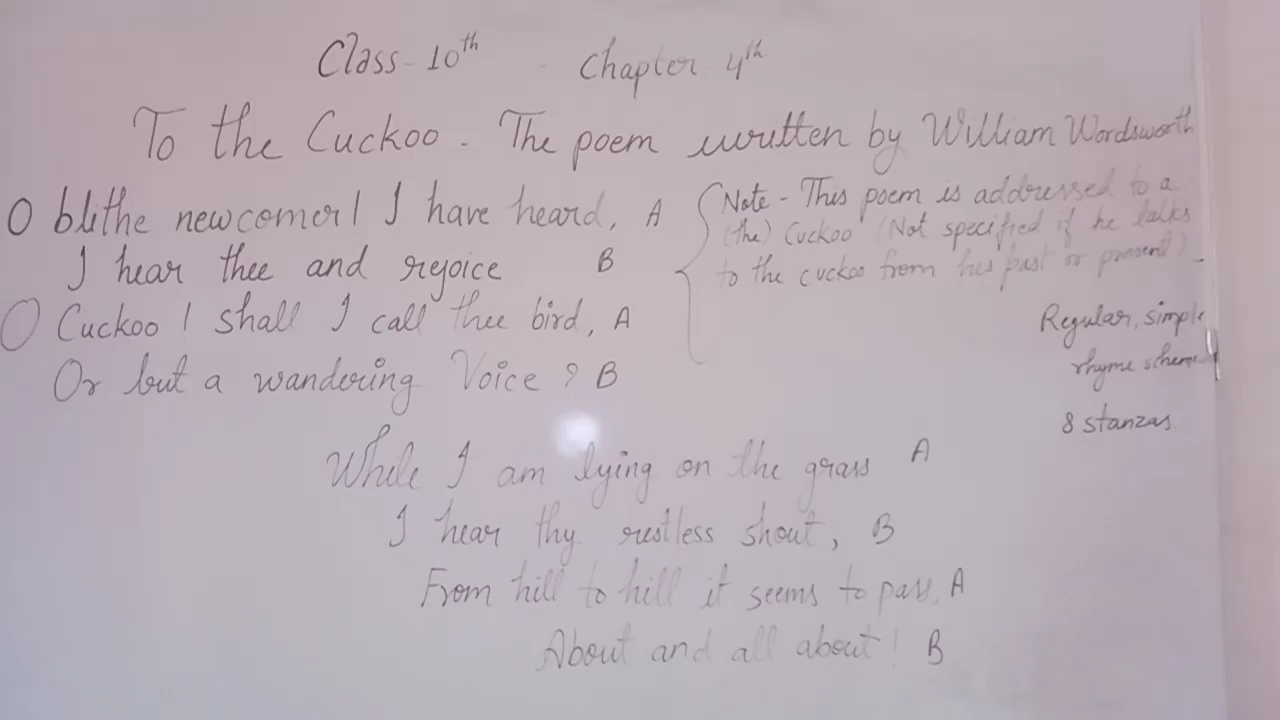 Class - 10th - Chapter 4th
To the Cuckoo . The poem written by William Wordsworth
O blithe newcomer! I have heard, A
I hear thee and rejoice B
O Cuckoo ! shall I call thee bird, A
Or but a wandering Voice ? B
Note - This poem is addressed to a
(the) Cuckoo (Not specified if he talks
to the cuckoo from his past or present)
Regular, simple
rhyme scheme
8 stanzas
While I am lying on the grass A
I hear thy restless shout, B
From hill to hill it seems to pass, A
About and all about! B